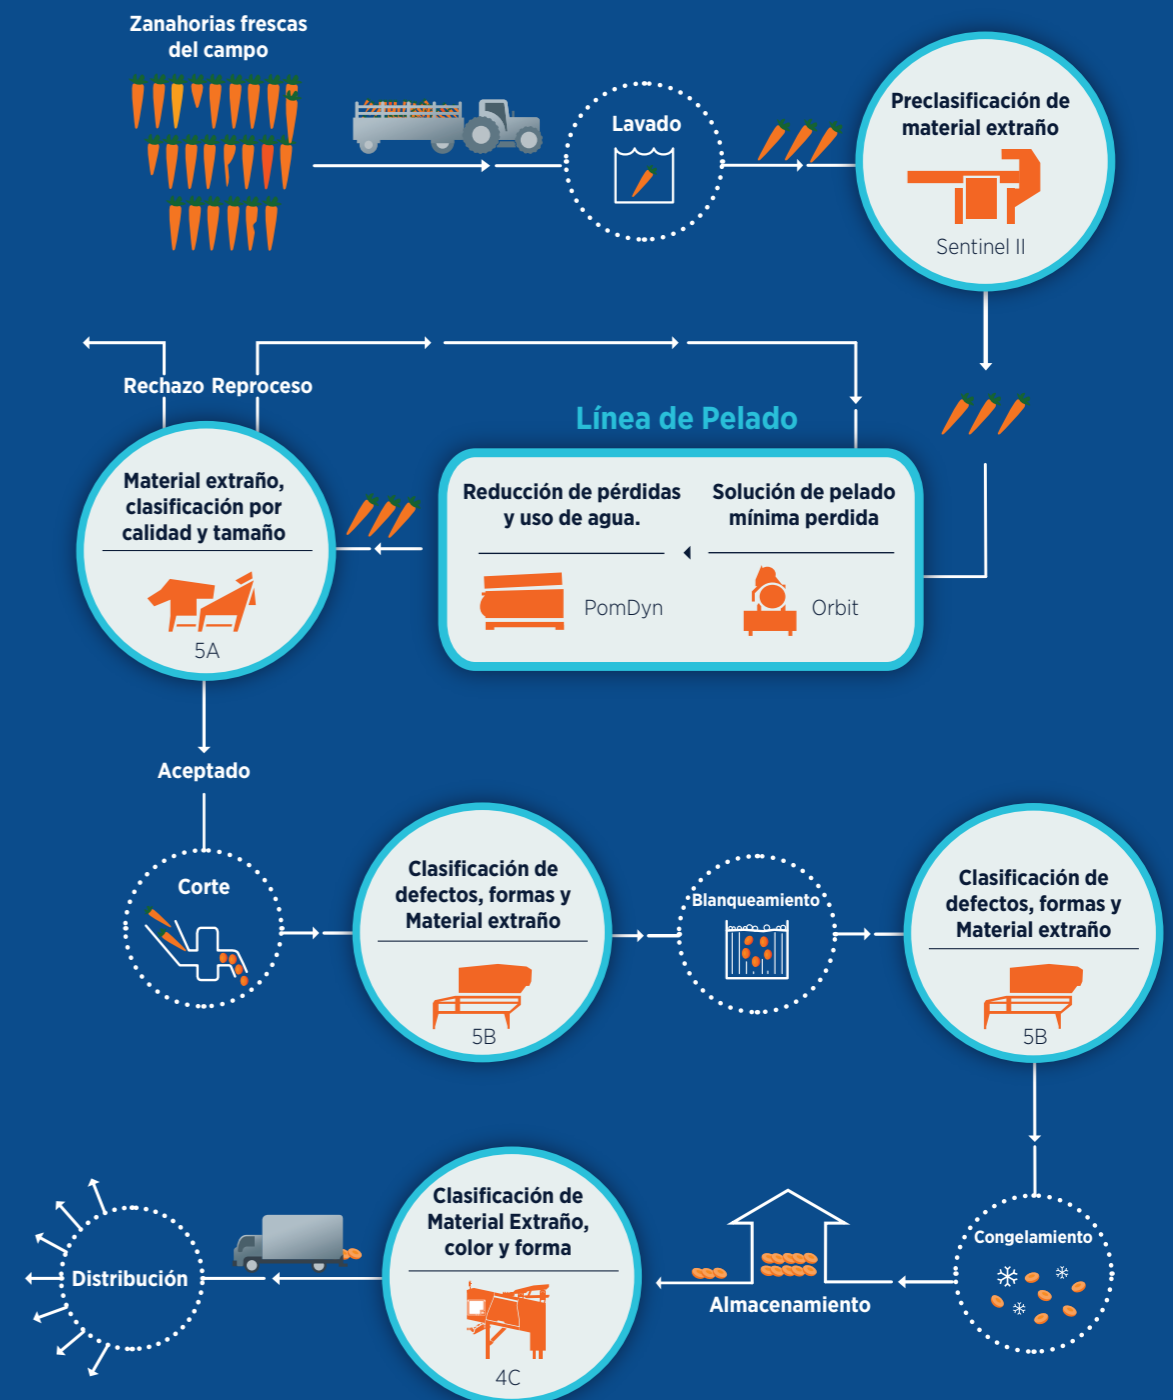 Zanahorias frescas
del campo
Lavado
Preclasificación de
material extraño
Sentinel II
Rechazo
Reproceso
Línea de Pelado
Material extraño,
clasificación por
calidad y tamaño
5A
Reducción de pérdidas
y uso de agua.
PomDyn
Solución de pelado
mínima perdida
Orbit
Aceptado
Corte
Clasificación de
defectos, formas y
Material extraño
5B
Blanqueamiento
Clasificación de
defectos, formas y
Material extraño
5B
Congelamiento
Almacenamiento
Clasificación de
Material Extraño,
color y forma
4C
Distribución